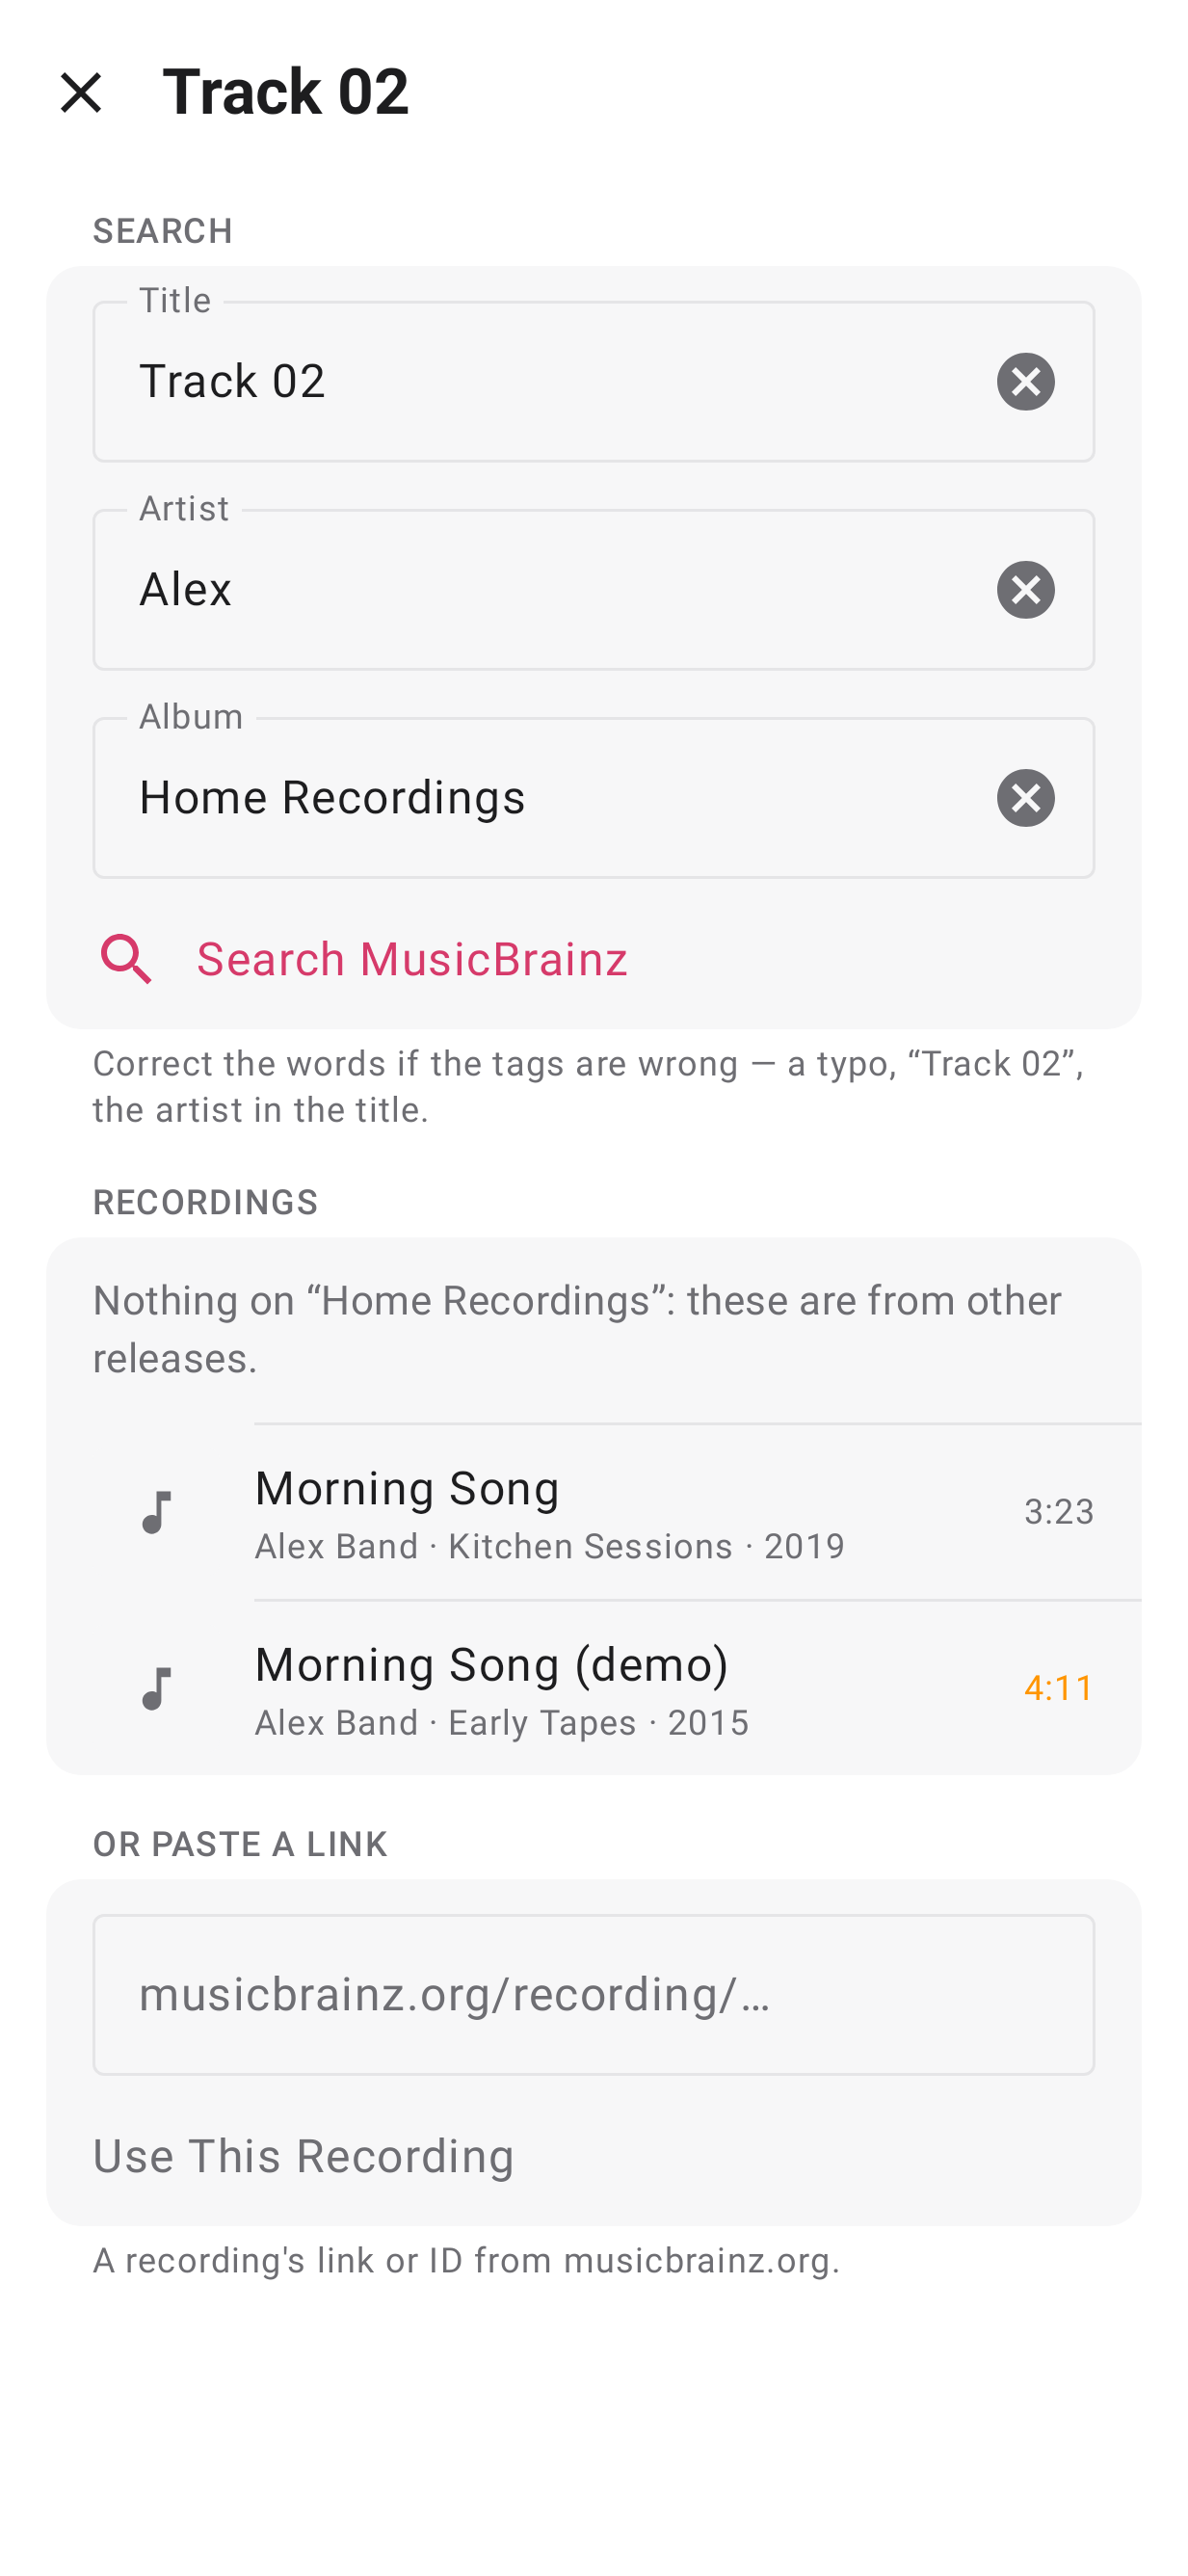 Track 02
SEARCH
Title
Track 02
Artist
Alex
Album
Home Recordings
Search MusicBrainz
Correct the words if the tags are wrong — a typo, “Track 02”,
the artist in the title.
RECORDINGS
Nothing on “Home Recordings”: these are from other
releases.
Morning Song
3:23
Alex Band · Kitchen Sessions · 2019
Morning Song (demo)
4:11
Alex Band · Early Tapes · 2015
OR PASTE A LINK
musicbrainz.org/recording/…
Use This Recording
A recording's link or ID from musicbrainz.org.